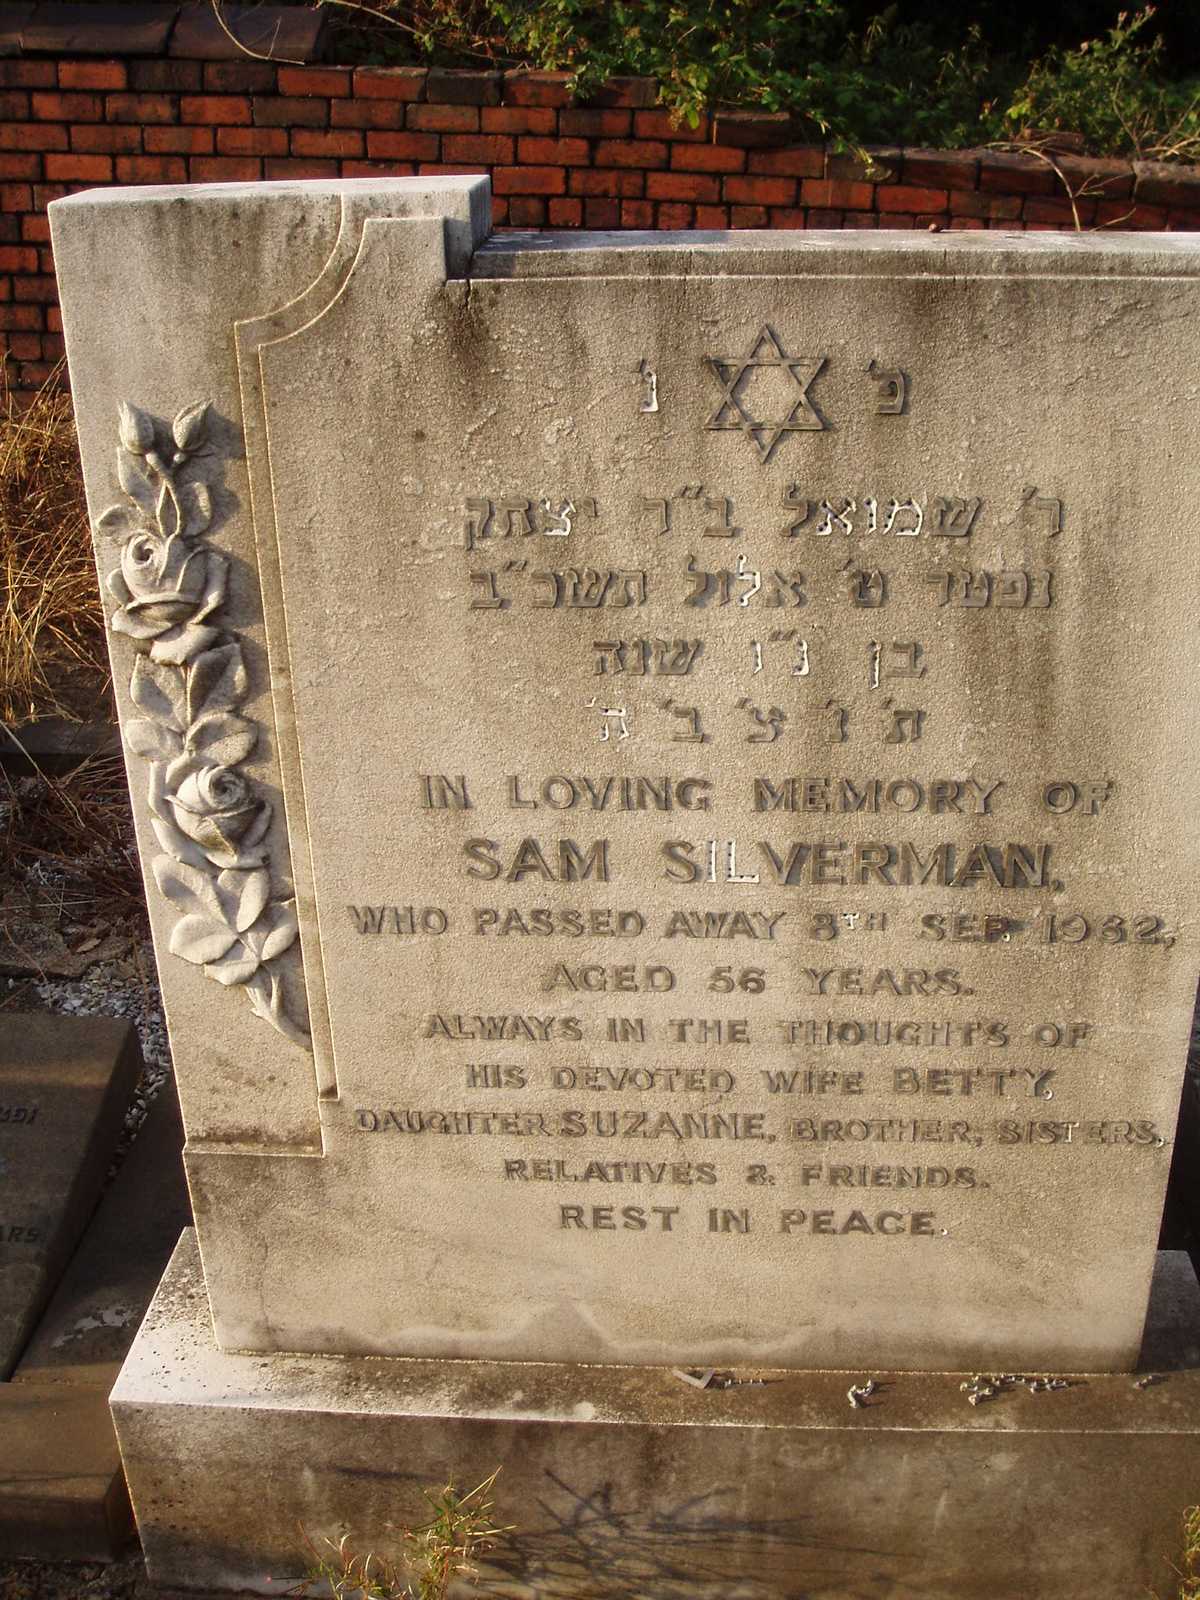 פ' נ'
ר' שמואל ב"ר יצחק
נפטר ט' אלול תשכ"ב
בן נ"ו שנה
ת' נ' צ' ב' ה'
IN LOVING MEMORY OF
SAM SILVERMAN,
WHO PASSED AWAY 8TH SEP. 1962,
AGED 56 YEARS.
ALWAYS IN THE THOUGHTS OF
HIS DEVOTED WIFE BETTY,
DAUGHTER SUZANNE, BROTHER, SISTERS,
RELATIVES & FRIENDS.
REST IN PEACE.